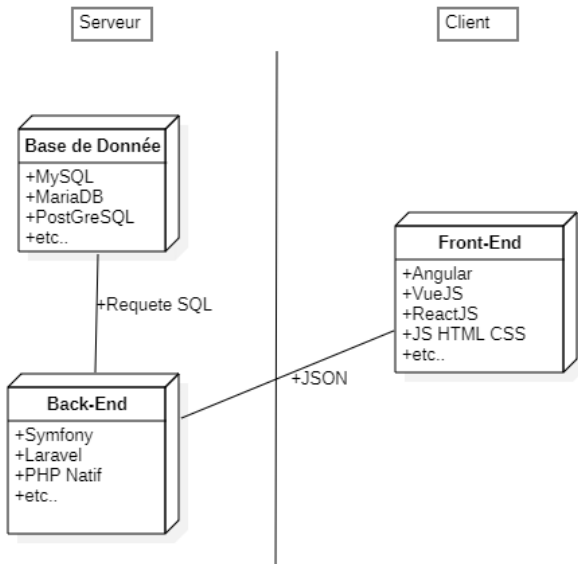 Serveur
Client
Base de Donnée
+MySQL
+MariaDB
+PostGreSQL
+etc..
+Requete SQL
Back-End
+Symfony
+Laravel
+PHP Natif
+etc..
+JSON
Front-End
+Angular
+VueJS
+ReactJS
+JS HTML CSS
+etc..